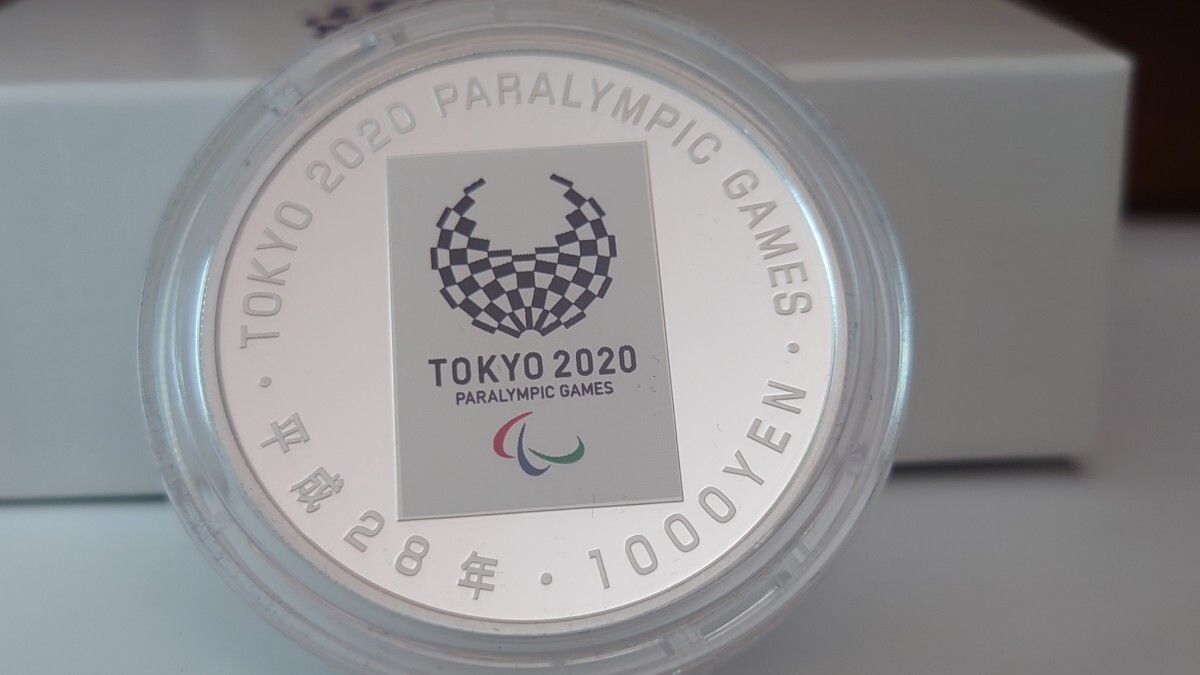 TOKYO 2020 PARALYMPIC GAMES
TOKYO 2020
PARALYMPIC GAMES
・平成28年・1000YEN・